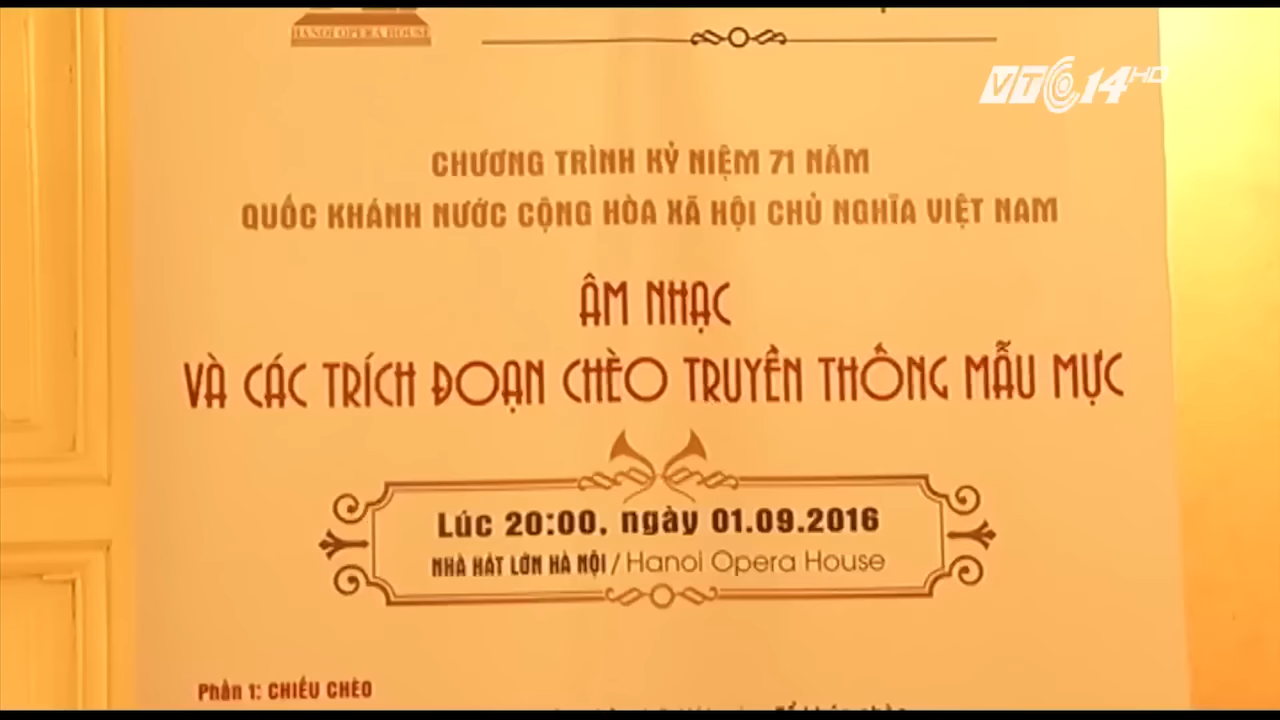 HANOI OPERA HOUSE
VTC14 HD
CHƯƠNG TRÌNH KỶ NIỆM 71 NĂM
QUỐC KHÁNH NƯỚC CỘNG HÒA XÃ HỘI CHỦ NGHĨA VIỆT NAM
ÂM NHẠC
VÀ CÁC TRÍCH ĐOẠN CHÈO TRUYỀN THỐNG MẪU MỰC
Lúc 20:00, ngày 01.09.2016
NHÀ HÁT LỚN HÀ NỘI / Hanoi Opera House
Phần 1: CHIẾU CHÈO